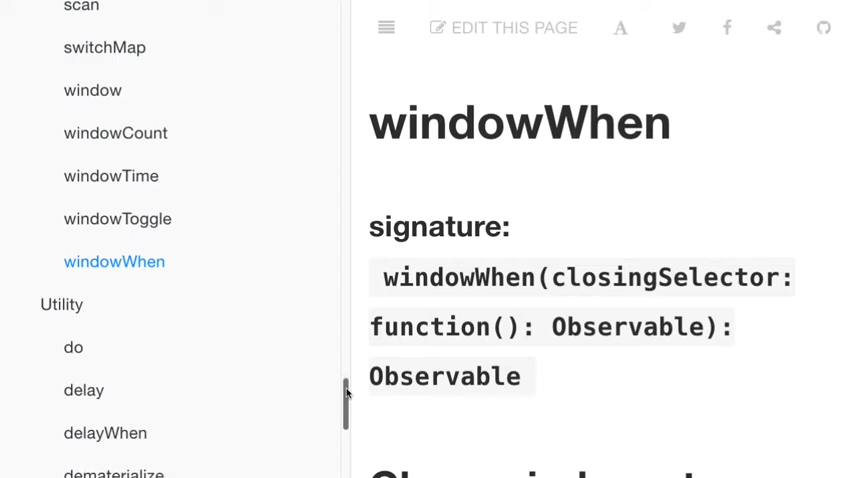 scan
switchMap
window
windowCount
windowTime
windowToggle
windowWhen
Utility
do
delay
delayWhen
dematerialize
EDIT THIS PAGE
A
windowWhen
signature:
windowWhen(closingSelector:
function(): Observable):
Observable